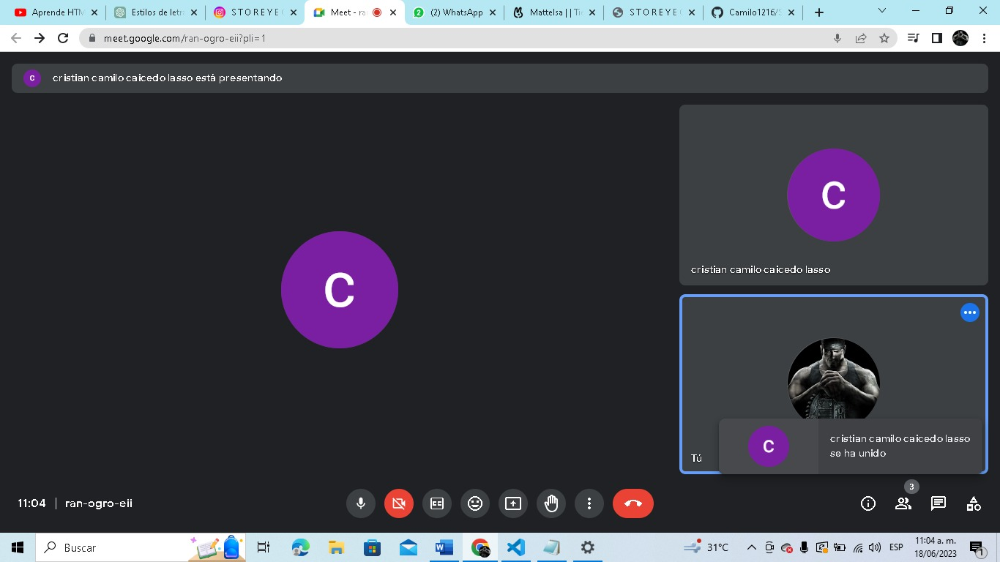 Aprende HTM
Estilos de letra
S T O R E Y E
Meet - ra
(2) WhatsApp
Mattelsa | | Ti
S T O R E Y E
Camilo1216/S
meet.google.com/ran-ogro-eii?pli=1
C
cristian camilo caicedo lasso está presentando
C
C
cristian camilo caicedo lasso
C
cristian camilo caicedo lasso
se ha unido
Tú
11:04 | ran-ogro-eii
3
Buscar
31°C
ESP
11:04 a. m.
18/06/2023
1